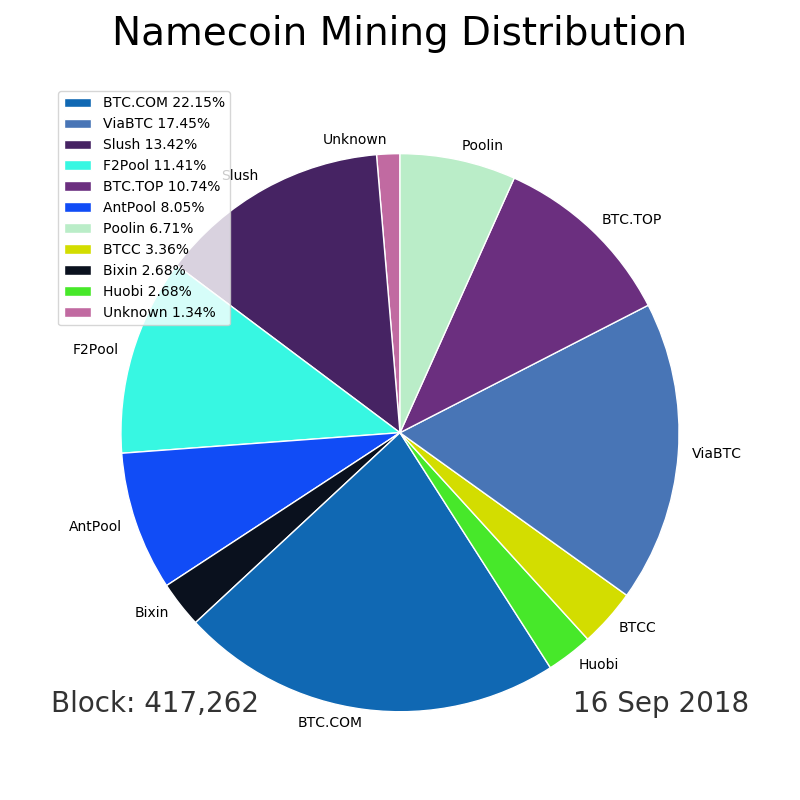 Namecoin Mining Distribution
BTC.COM 22.15%
ViaBTC 17.45%
Slush 13.42%
F2Pool 11.41%
BTC.TOP 10.74%
AntPool 8.05%
Poolin 6.71%
BTCC 3.36%
Bixin 2.68%
Huobi 2.68%
Unknown 1.34%
Unknown
Poolin
Slush
BTC.TOP
F2Pool
ViaBTC
AntPool
Bixin
BTCC
Huobi
BTC.COM
Block: 417,262
16 Sep 2018